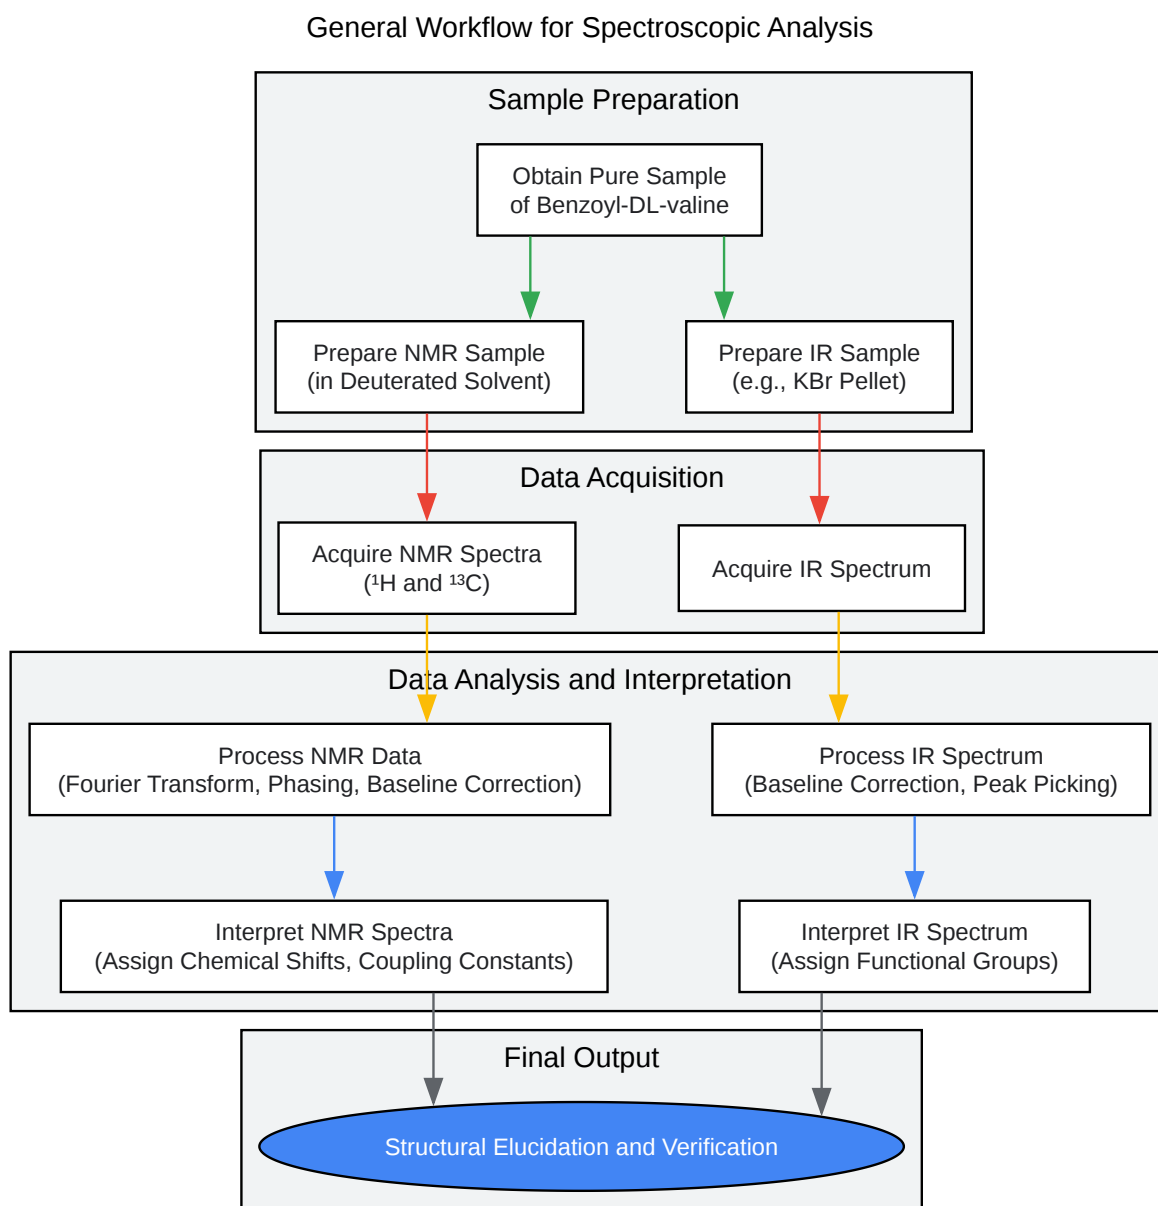 General Workflow for Spectroscopic Analysis
Sample Preparation
Obtain Pure Sample
of Benzoyl-DL-valine
Prepare NMR Sample
(in Deuterated Solvent)
Prepare IR Sample
(e.g., KBr Pellet)
Data Acquisition
Acquire NMR Spectra
(¹H and ¹³C)
Acquire IR Spectrum
Data Analysis and Interpretation
Process NMR Data
(Fourier Transform, Phasing, Baseline Correction)
Process IR Spectrum
(Baseline Correction, Peak Picking)
Interpret NMR Spectra
(Assign Chemical Shifts, Coupling Constants)
Interpret IR Spectrum
(Assign Functional Groups)
Final Output
Structural Elucidation and Verification